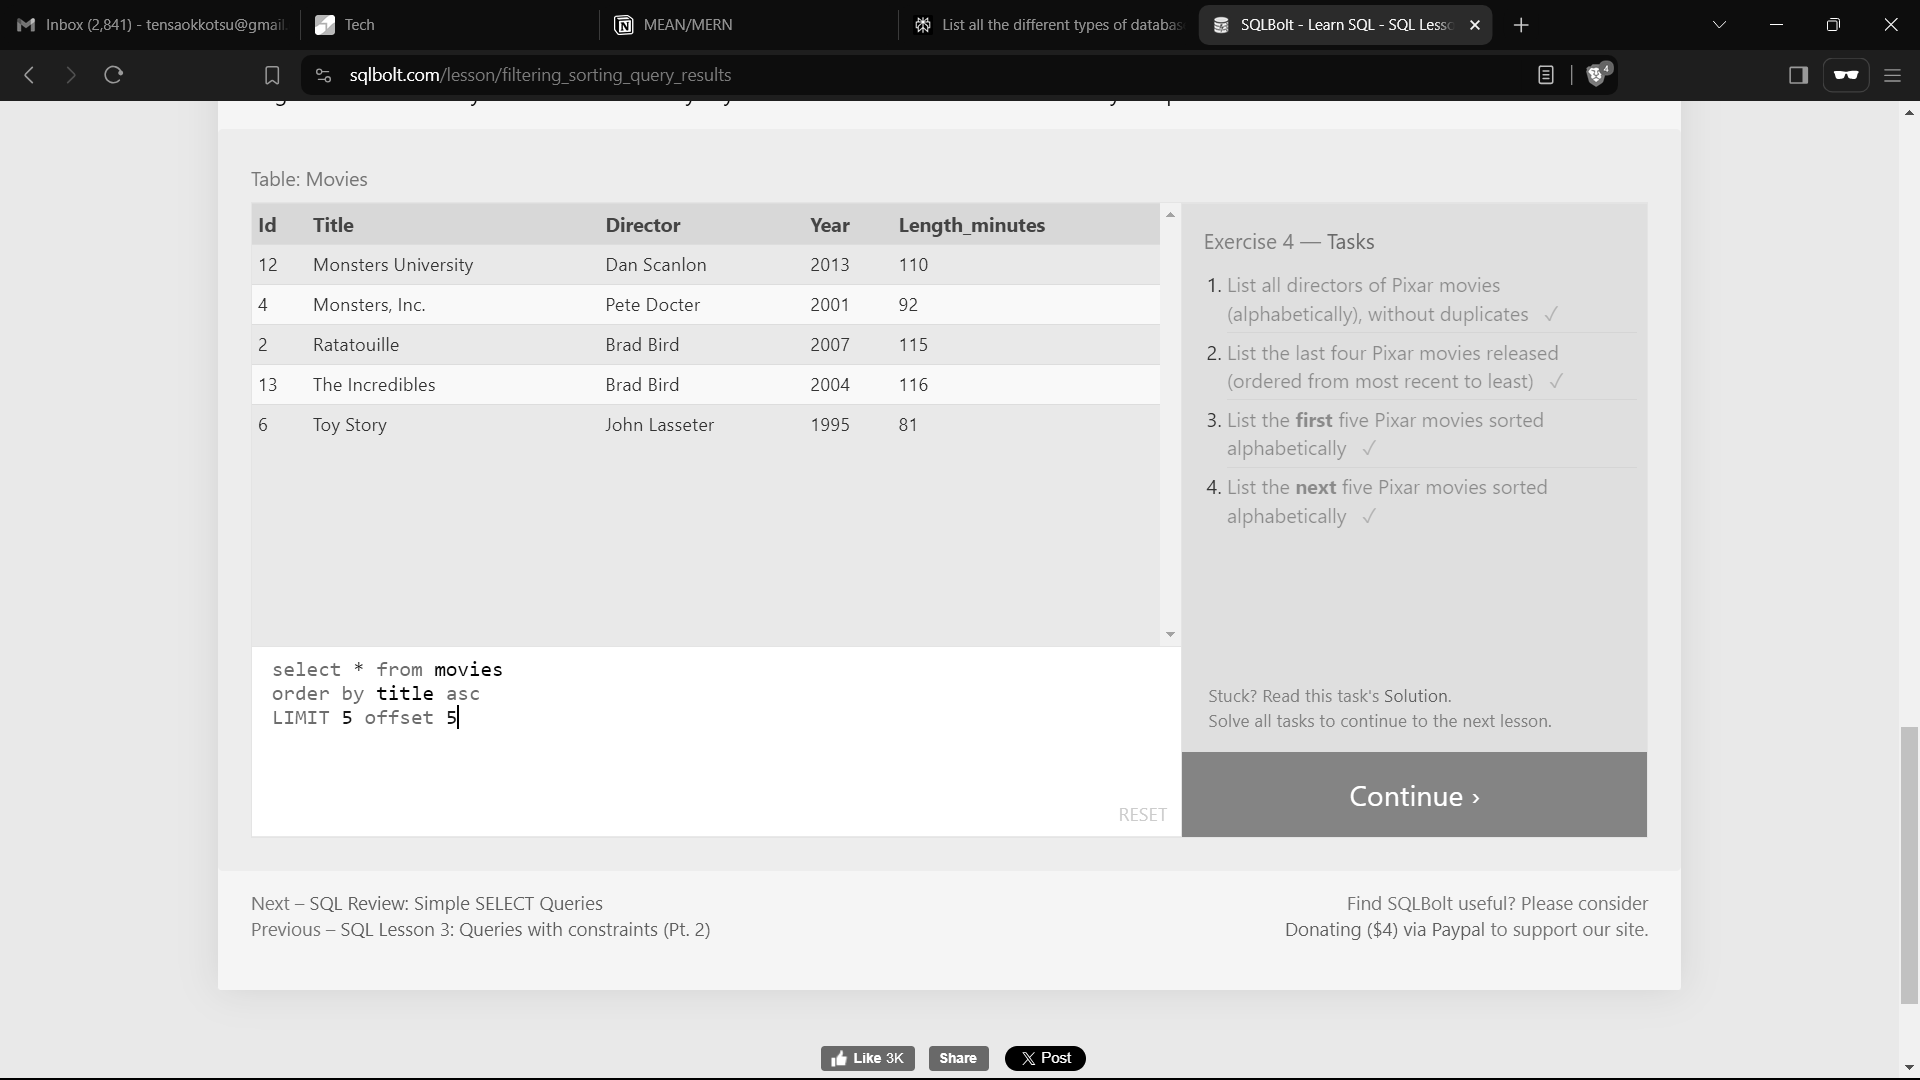 Inbox (2,841) - tensaokkotsu@gmail.
Tech
MEAN/MERN
List all the different types of databas
SQLBolt - Learn SQL - SQL Less
sqlbolt.com/lesson/filtering_sorting_query_results
4
Table: Movies
Id Title Director Year Length_minutes
12 Monsters University Dan Scanlon 2013 110
4 Monsters, Inc. Pete Docter 2001 92
2 Ratatouille Brad Bird 2007 115
13 The Incredibles Brad Bird 2004 116
6 Toy Story John Lasseter 1995 81
select * from movies
order by title asc
LIMIT 5 offset 5
RESET
Exercise 4 — Tasks
1. List all directors of Pixar movies
(alphabetically), without duplicates ✓
2. List the last four Pixar movies released
(ordered from most recent to least) ✓
3. List the first five Pixar movies sorted
alphabetically ✓
4. List the next five Pixar movies sorted
alphabetically ✓
Stuck? Read this task's Solution.
Solve all tasks to continue to the next lesson.
Continue ›
Next – SQL Review: Simple SELECT Queries
Previous – SQL Lesson 3: Queries with constraints (Pt. 2)
Find SQLBolt useful? Please consider
Donating ($4) via Paypal to support our site.
Like 3K
Share
X Post